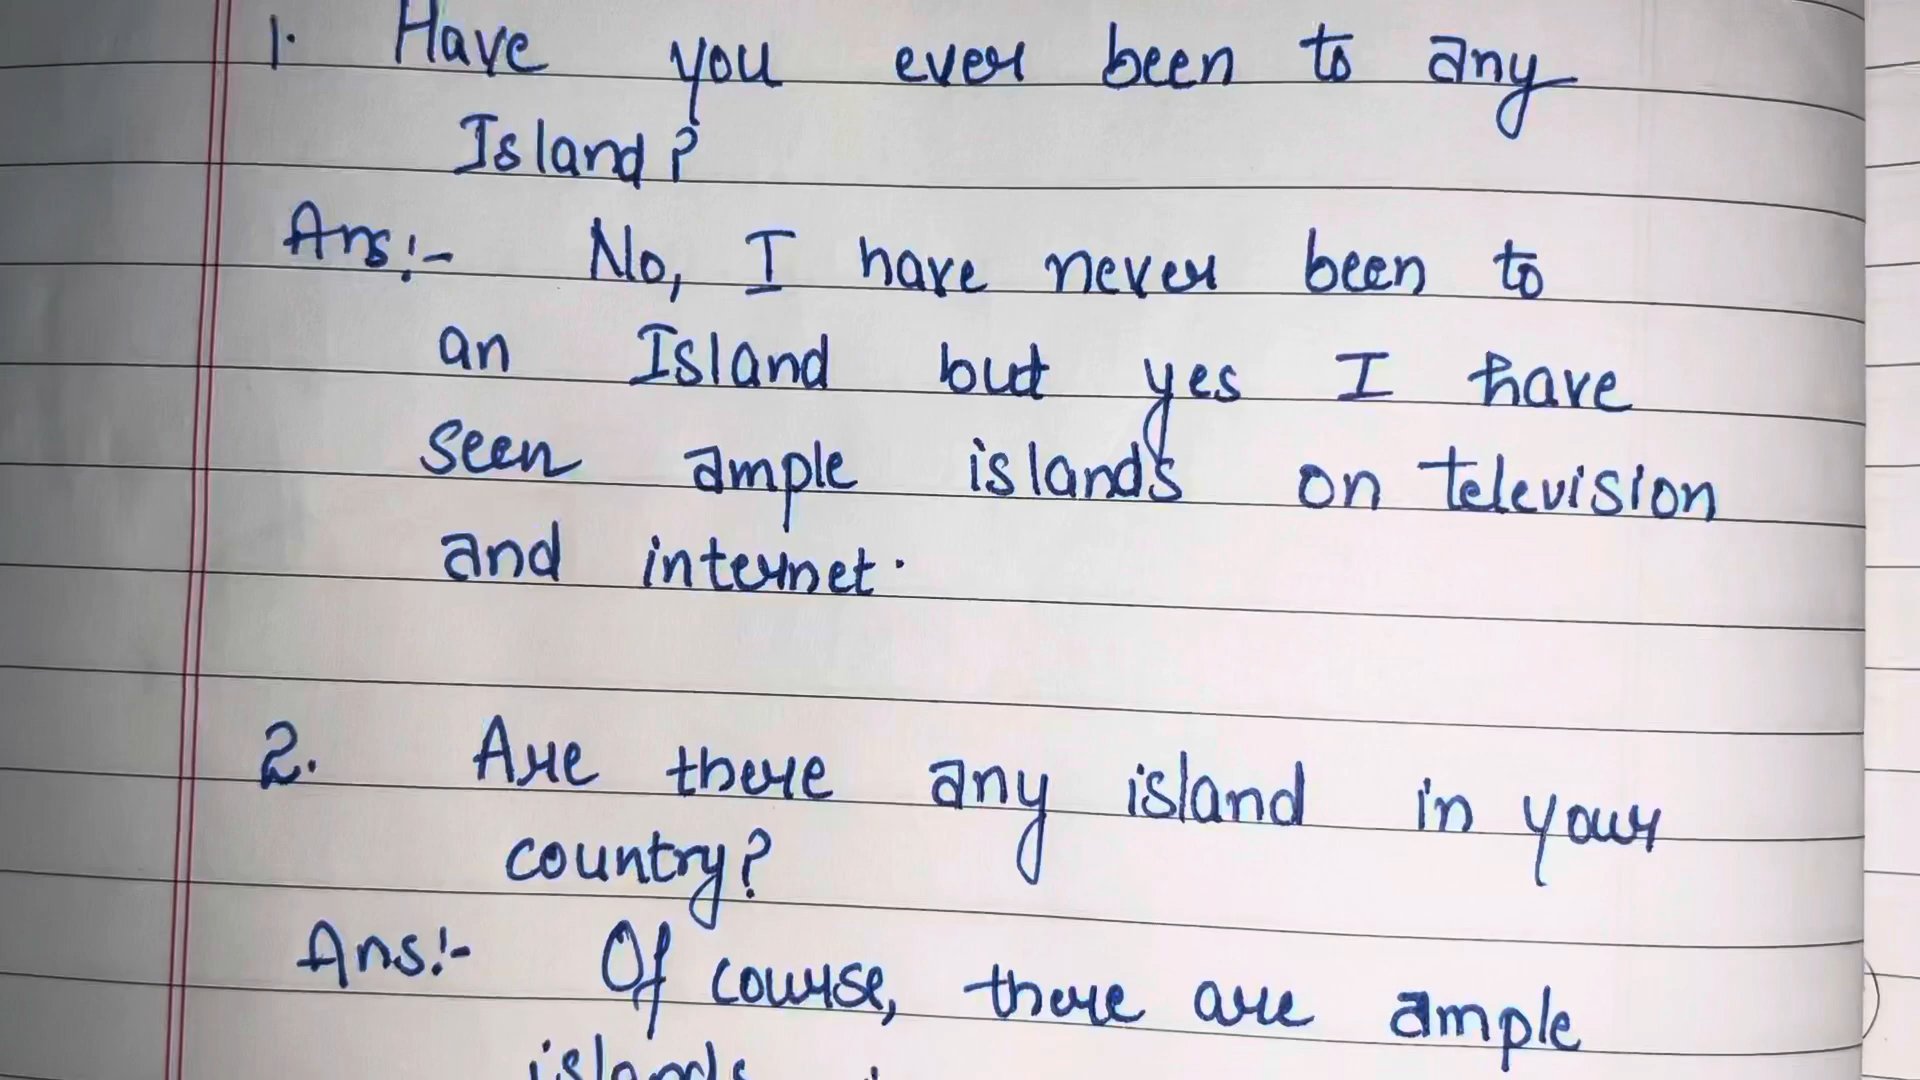 1. Have you ever been to any
Island?
Ans:- No, I have never been to
an Island but yes I have
seen ample islands on television
and internet.
2. Are there any island in your
country?
Ans:- Of course, there are ample
islands